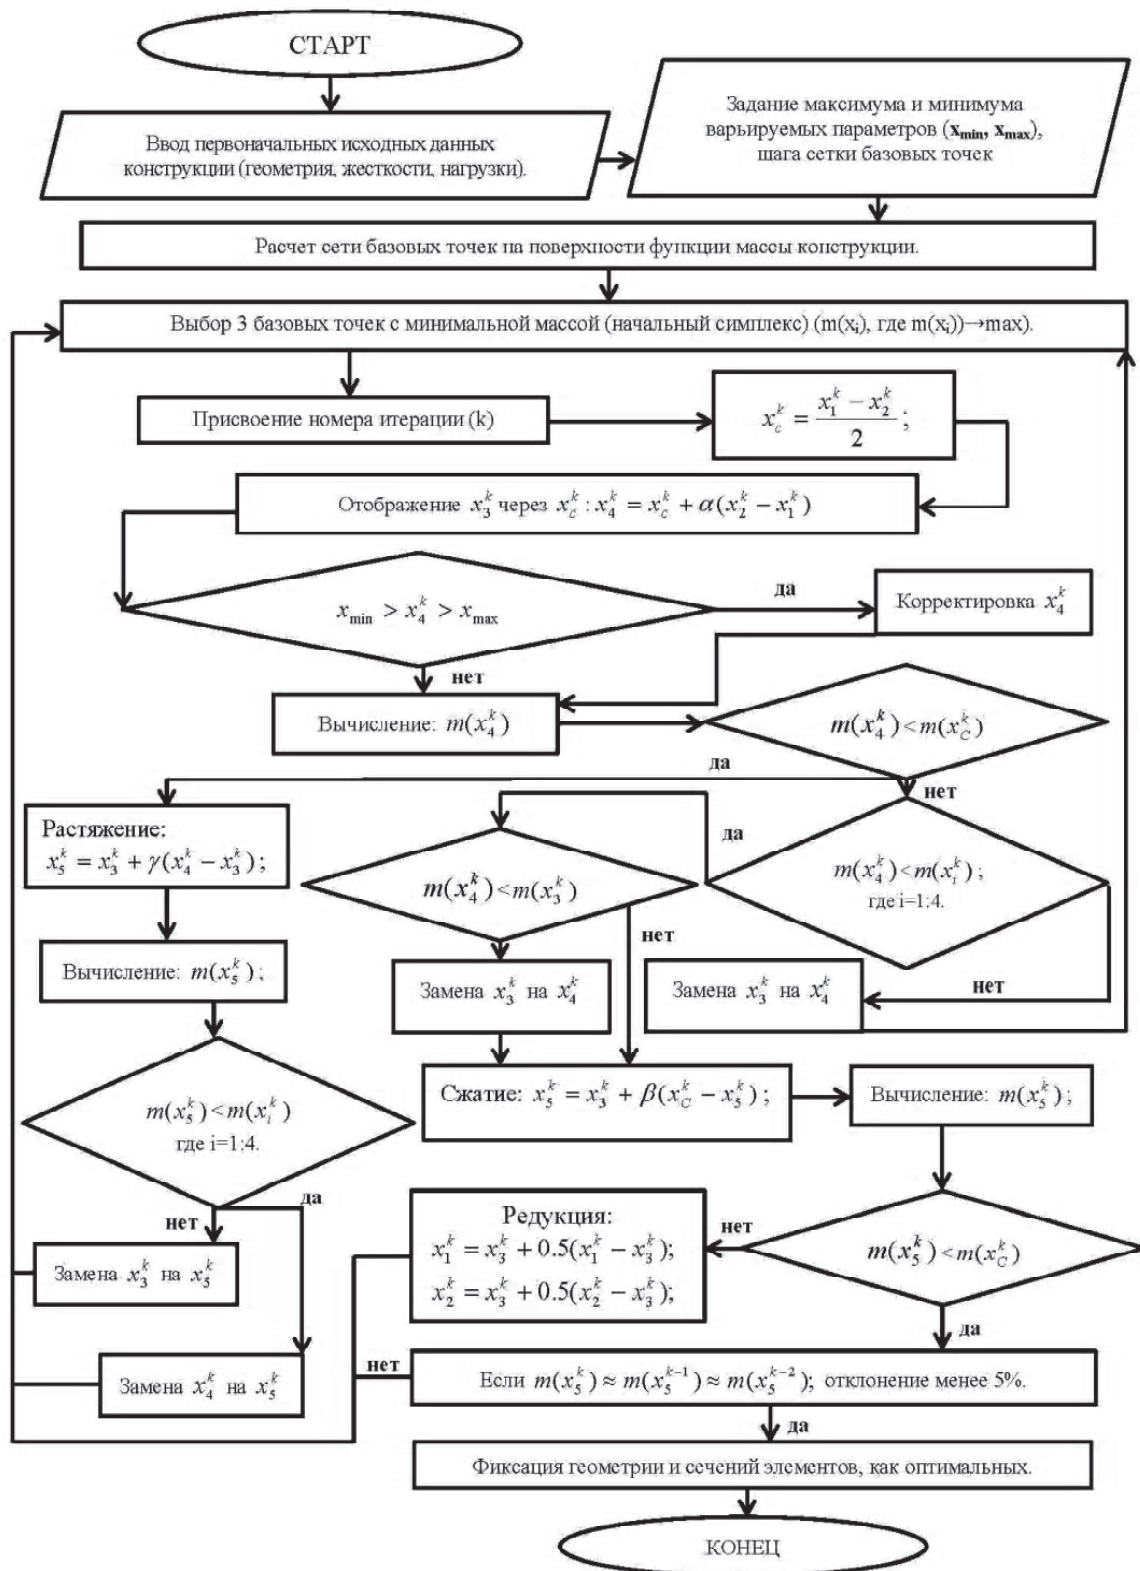 СТАРТ
Ввод первоначальных исходных данных
конструкции (геометрия, жесткости, нагрузки).
Задание максимума и минимума
варьируемых параметров (x_min, x_max),
шага сетки базовых точек
Расчет сети базовых точек на поверхности функции массы конструкции.
Выбор 3 базовых точек с минимальной массой (начальный симплекс) (m(x_i), где m(x_i))→max).
Присвоение номера итерации (k)
x_c^k = (x_1^k − x_2^k) / 2 ;
Отображение x_3^k через x_c^k : x_4^k = x_c^k + α(x_2^k − x_1^k)
x_min > x_4^k > x_max
да
Корректировка x_4^k
нет
Вычисление: m(x_4^k)
m(x_4^k) < m(x_C^k)
да
нет
Растяжение:
x_5^k = x_3^k + γ(x_4^k − x_3^k) ;
да
m(x_4^k) < m(x_3^k)
m(x_4^k) < m(x_i^k) ;
где i=1;4.
нет
Вычисление: m(x_5^k) ;
Замена x_3^k на x_4^k
Замена x_3^k на x_4^k
нет
m(x_5^k) < m(x_i^k)
где i=1;4.
Сжатие: x_5^k = x_3^k + β(x_C^k − x_5^k) ;
Вычисление: m(x_5^k) ;
да
нет
Замена x_3^k на x_5^k
Редукция:
x_1^k = x_3^k + 0.5(x_1^k − x_3^k);
x_2^k = x_3^k + 0.5(x_2^k − x_3^k);
нет
m(x_5^k) < m(x_C^k)
да
Замена x_4^k на x_5^k
нет
Если m(x_5^k) ≈ m(x_5^{k−1}) ≈ m(x_5^{k−2}) ; отклонение менее 5%.
да
Фиксация геометрии и сечений элементов, как оптимальных.
КОНЕЦ